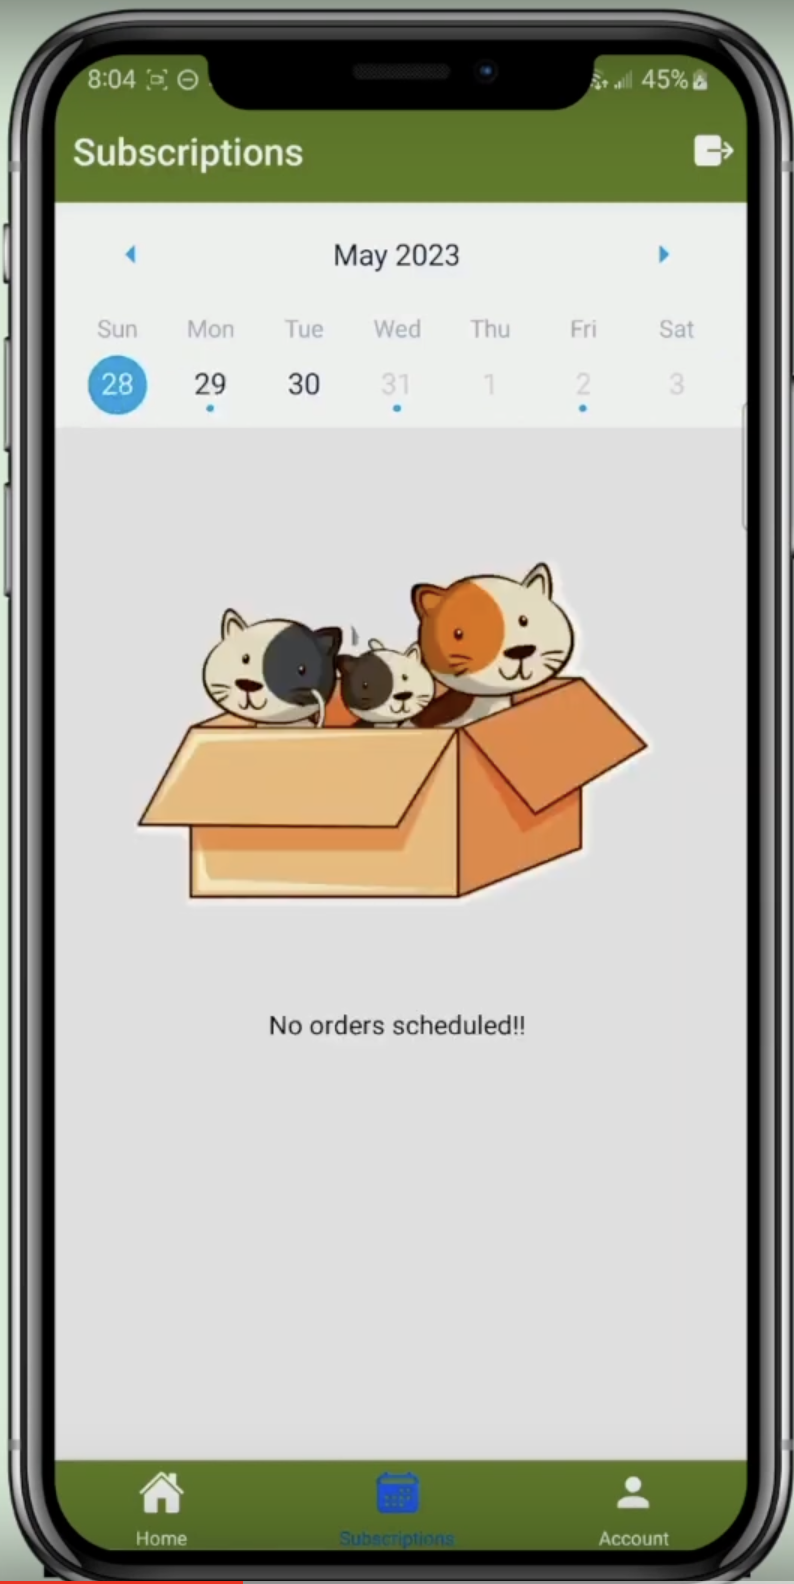 8:04 45%
Subscriptions
May 2023
Sun Mon Tue Wed Thu Fri Sat
28 29 30 31 1 2 3
No orders scheduled!!
Home Subscriptions Account